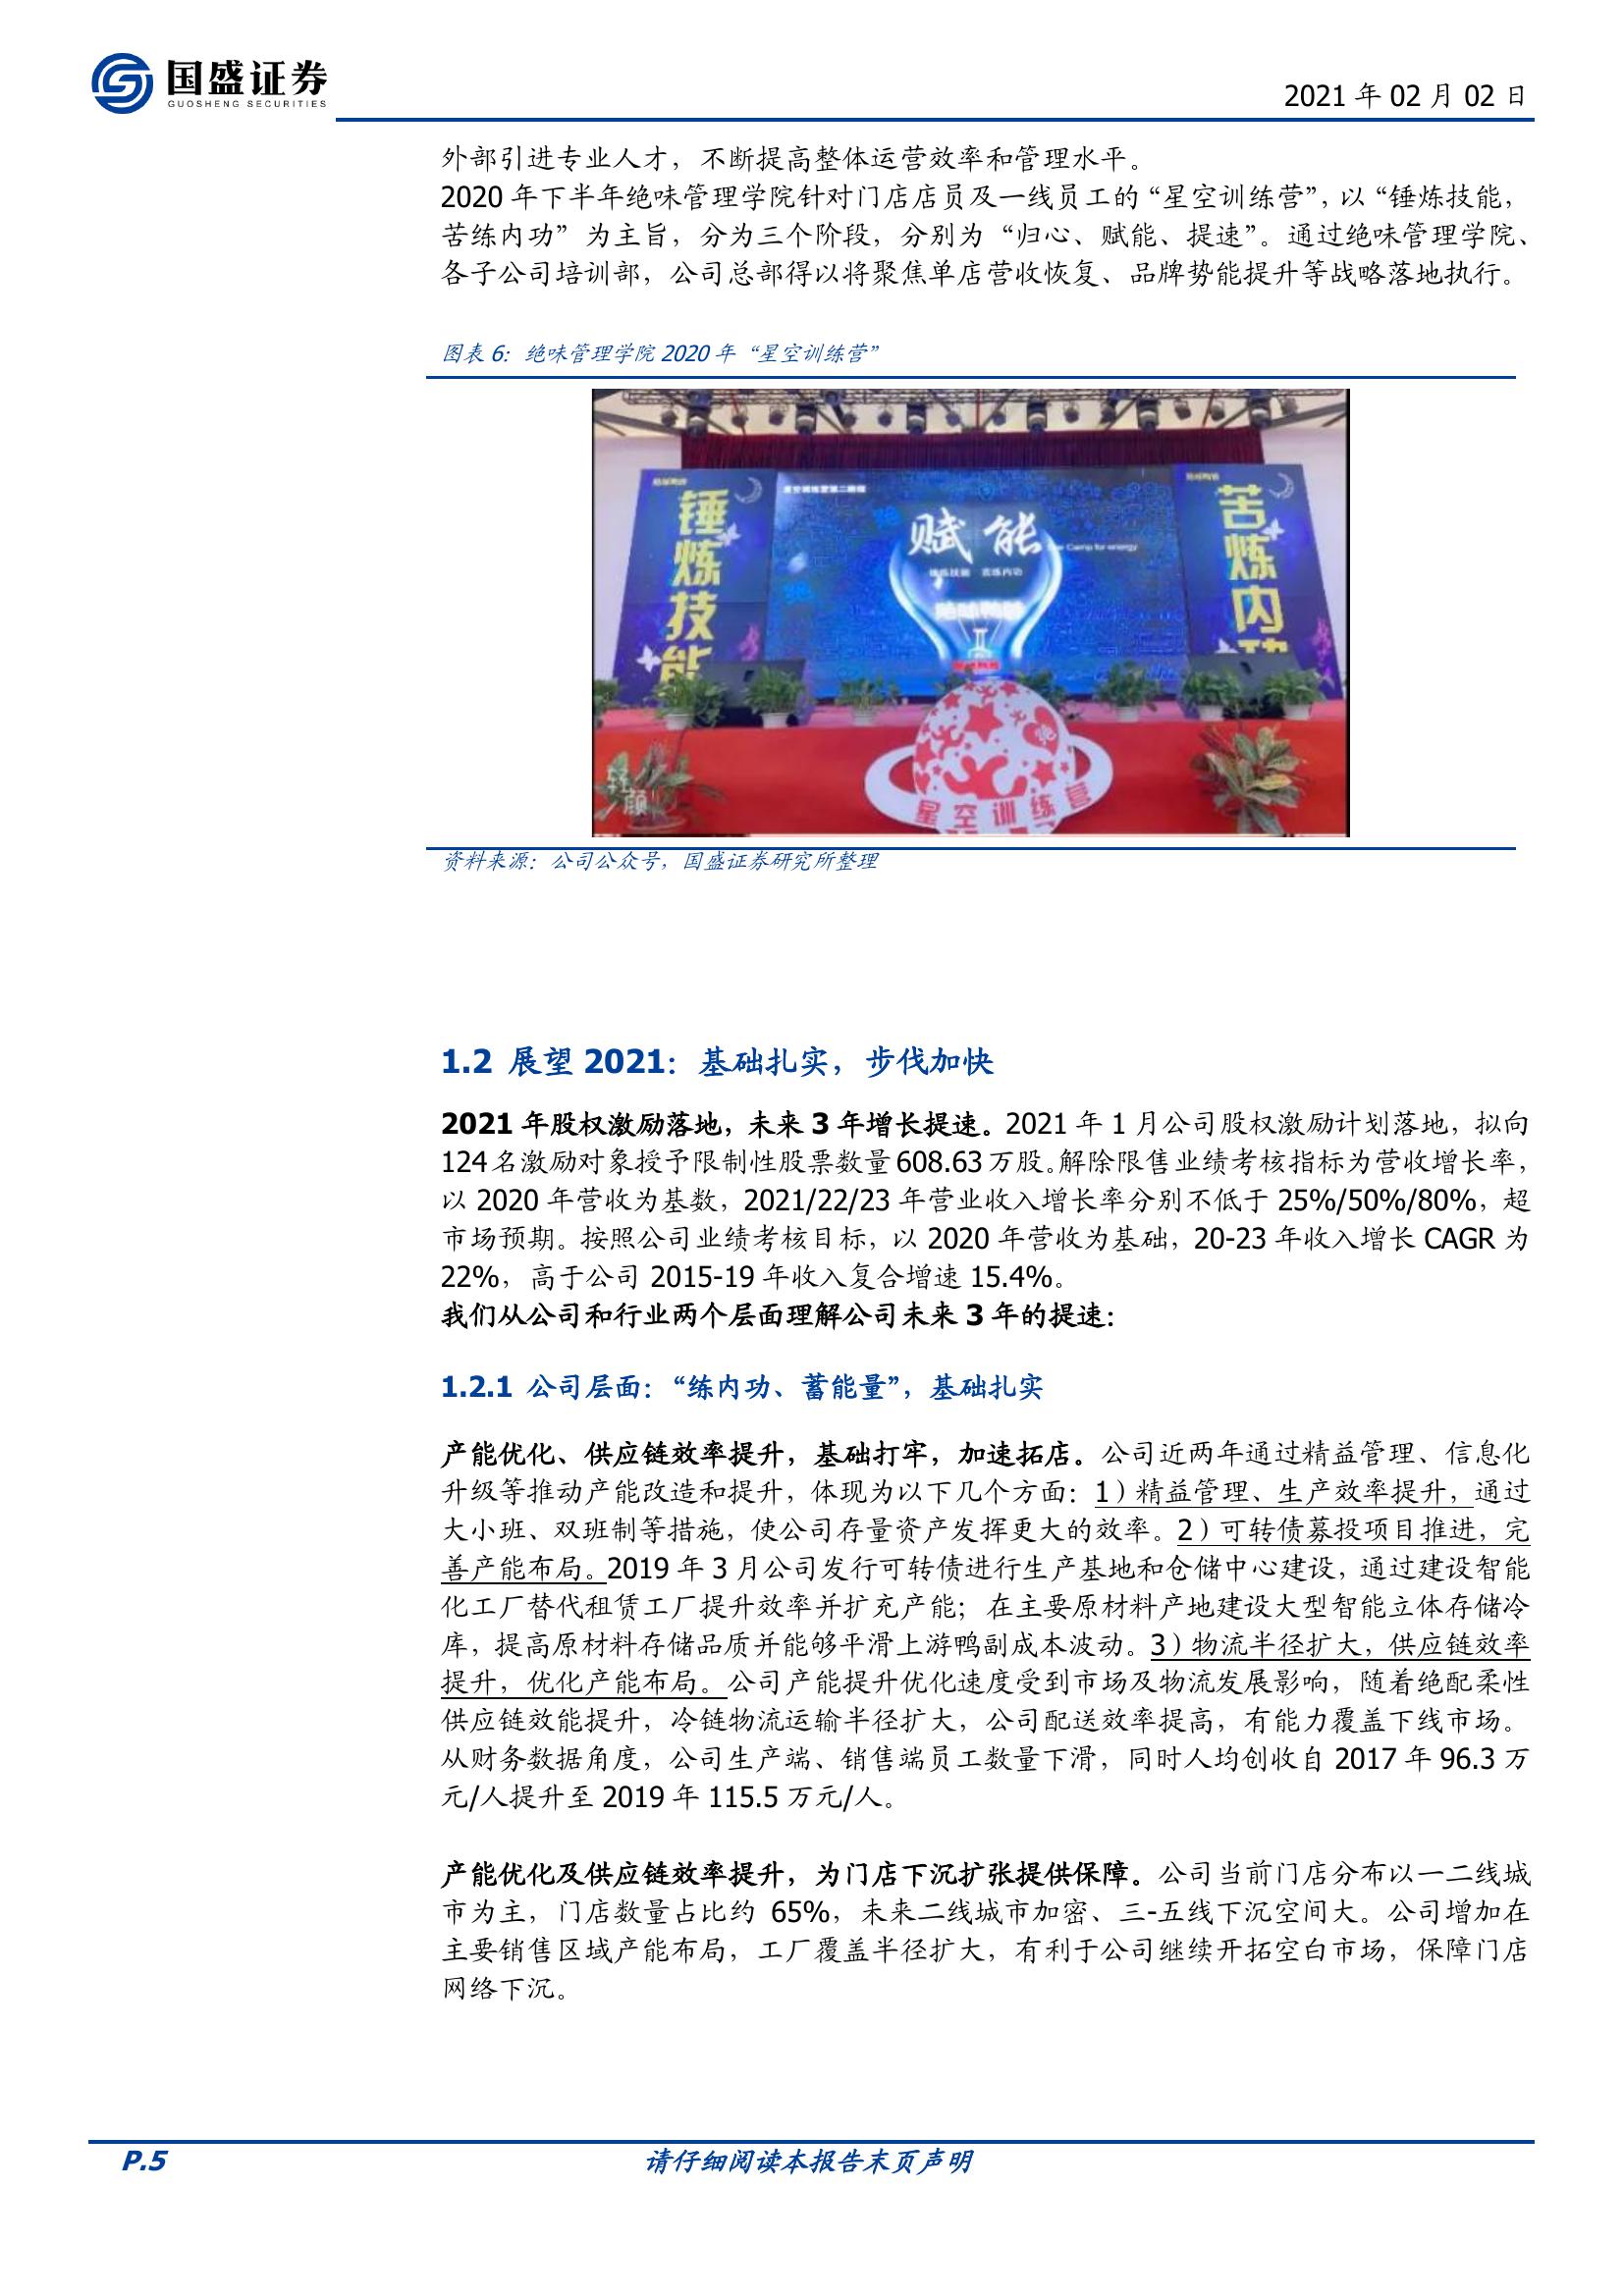 国盛证券
GUOSHENG SECURITIES
2021 年 02 月 02 日
外部引进专业人才，不断提高整体运营效率和管理水平。
2020 年下半年绝味管理学院针对门店店员及一线员工的“星空训练营”，以“锤炼技能，
苦练内功”为主旨，分为三个阶段，分别为“归心、赋能、提速”。通过绝味管理学院、
各子公司培训部，公司总部得以将聚焦单店营收恢复、品牌势能提升等战略落地执行。
图表 6：绝味管理学院 2020 年“星空训练营”
锤炼技能
星空训练营第二阶段
赋能
The Camp for energy
锤炼技能 苦练内功
绝味鸭脖
苦炼内功
轻颜
星空训练营
资料来源：公司公众号，国盛证券研究所整理
1.2 展望 2021：基础扎实，步伐加快
2021 年股权激励落地，未来 3 年增长提速。2021 年 1 月公司股权激励计划落地，拟向
124 名激励对象授予限制性股票数量 608.63 万股。解除限售业绩考核指标为营收增长率，
以 2020 年营收为基数，2021/22/23 年营业收入增长率分别不低于 25%/50%/80%，超
市场预期。按照公司业绩考核目标，以 2020 年营收为基础，20-23 年收入增长 CAGR 为
22%，高于公司 2015-19 年收入复合增速 15.4%。
我们从公司和行业两个层面理解公司未来 3 年的提速：
1.2.1 公司层面：“练内功、蓄能量”，基础扎实
产能优化、供应链效率提升，基础打牢，加速拓店。公司近两年通过精益管理、信息化
升级等推动产能改造和提升，体现为以下几个方面：1）精益管理、生产效率提升，通过
大小班、双班制等措施，使公司存量资产发挥更大的效率。2）可转债募投项目推进，完
善产能布局。2019 年 3 月公司发行可转债进行生产基地和仓储中心建设，通过建设智能
化工厂替代租赁工厂提升效率并扩充产能；在主要原材料产地建设大型智能立体存储冷
库，提高原材料存储品质并能够平滑上游鸭副成本波动。3）物流半径扩大，供应链效率
提升，优化产能布局。公司产能提升优化速度受到市场及物流发展影响，随着绝配柔性
供应链效能提升，冷链物流运输半径扩大，公司配送效率提高，有能力覆盖下线市场。
从财务数据角度，公司生产端、销售端员工数量下滑，同时人均创收自 2017 年 96.3 万
元/人提升至 2019 年 115.5 万元/人。
产能优化及供应链效率提升，为门店下沉扩张提供保障。公司当前门店分布以一二线城
市为主，门店数量占比约 65%，未来二线城市加密、三-五线下沉空间大。公司增加在
主要销售区域产能布局，工厂覆盖半径扩大，有利于公司继续开拓空白市场，保障门店
网络下沉。
P.5
请仔细阅读本报告末页声明